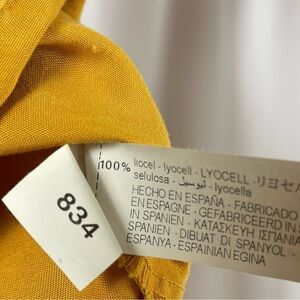 834
100% liocel - lyocell - LYOCELL - リヨセル
selulosa - ليوسيل - lyocella
HECHO EN ESPAÑA - FABRICADO
EN ESPAGNE - GEFABRICEERD IN
IN SPANIEN - ΚΑΤΑΣΚΕΥΗ ΙΣΠΑΝΙΑ
SPANIEN - DIBUAT DI SPANYOL -
ESPANYA - ESPAINIAN EGINA